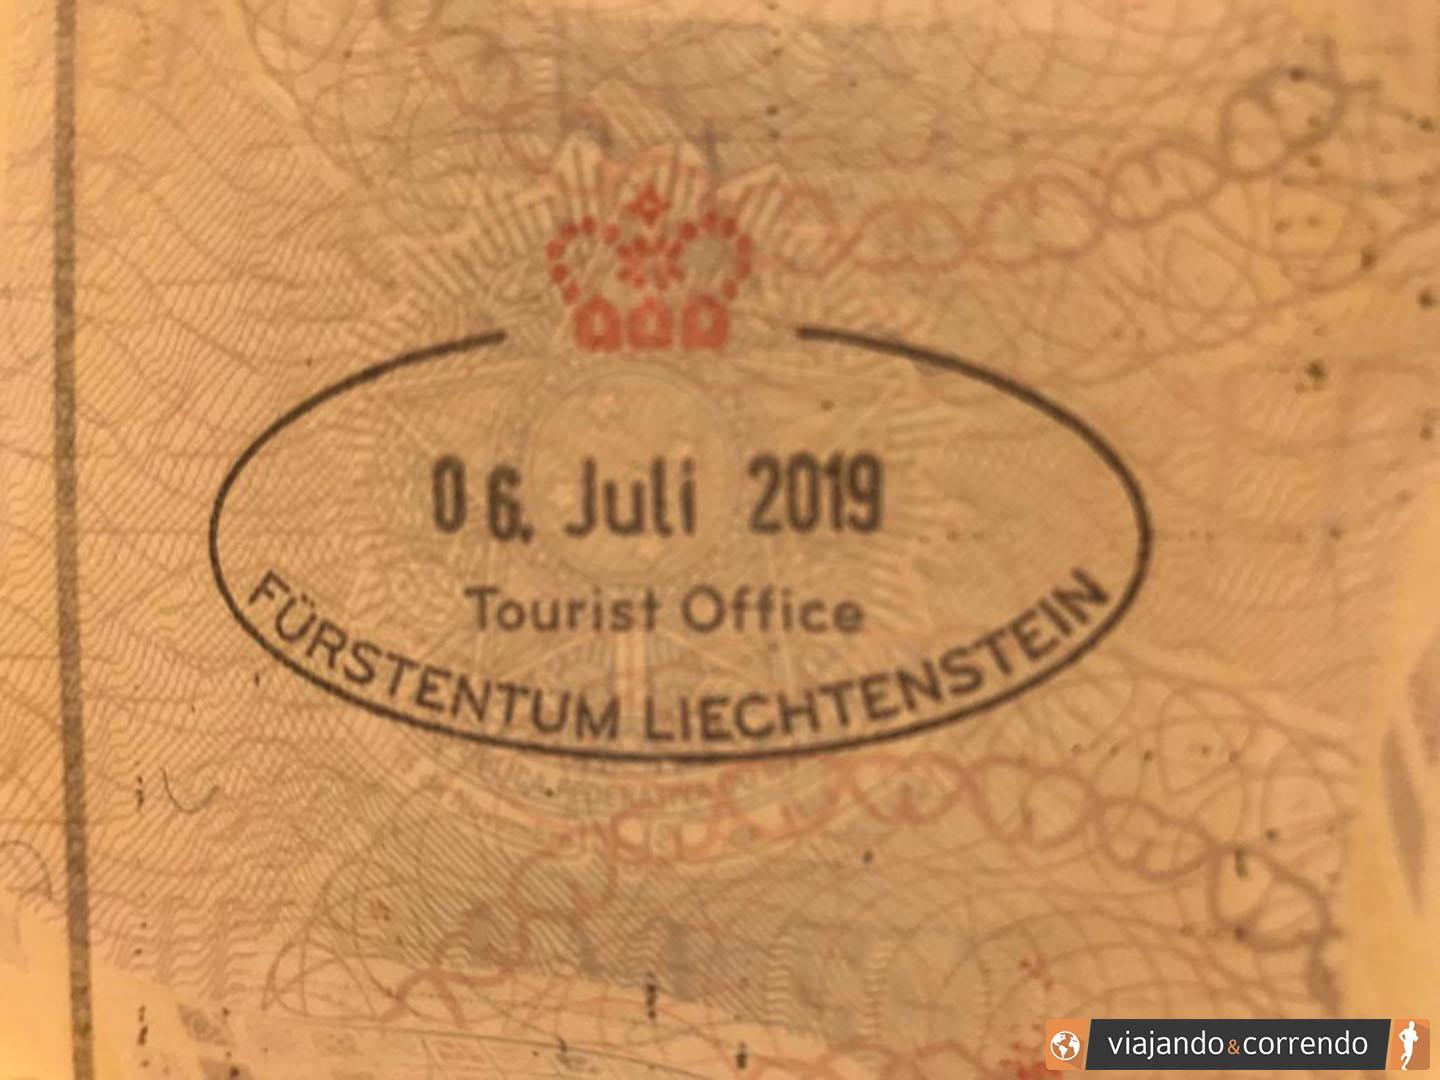 06. Juli 2019
Tourist Office
FÜRSTENTUM LIECHTENSTEIN
viajando&correndo